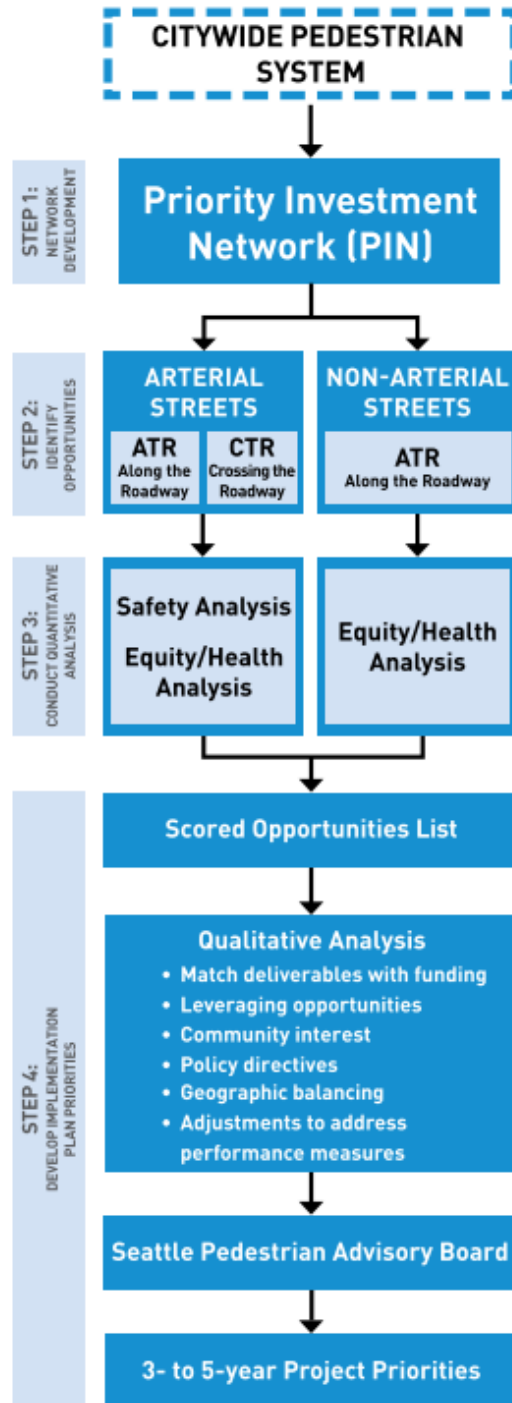 CITYWIDE PEDESTRIAN
SYSTEM
STEP 1:
NETWORK
DEVELOPMENT
Priority Investment
Network (PIN)
STEP 2:
IDENTIFY
OPPORTUNITIES
ARTERIAL
STREETS
ATR
Along the
Roadway
CTR
Crossing the
Roadway
NON-ARTERIAL
STREETS
ATR
Along the Roadway
STEP 3:
CONDUCT QUANTITATIVE
ANALYSIS
Safety Analysis
Equity/Health
Analysis
Equity/Health
Analysis
STEP 4:
DEVELOP IMPLEMENTATION
PLAN PRIORITIES
Scored Opportunities List
Qualitative Analysis
• Match deliverables with funding
• Leveraging opportunities
• Community interest
• Policy directives
• Geographic balancing
• Adjustments to address
performance measures
Seattle Pedestrian Advisory Board
3- to 5-year Project Priorities